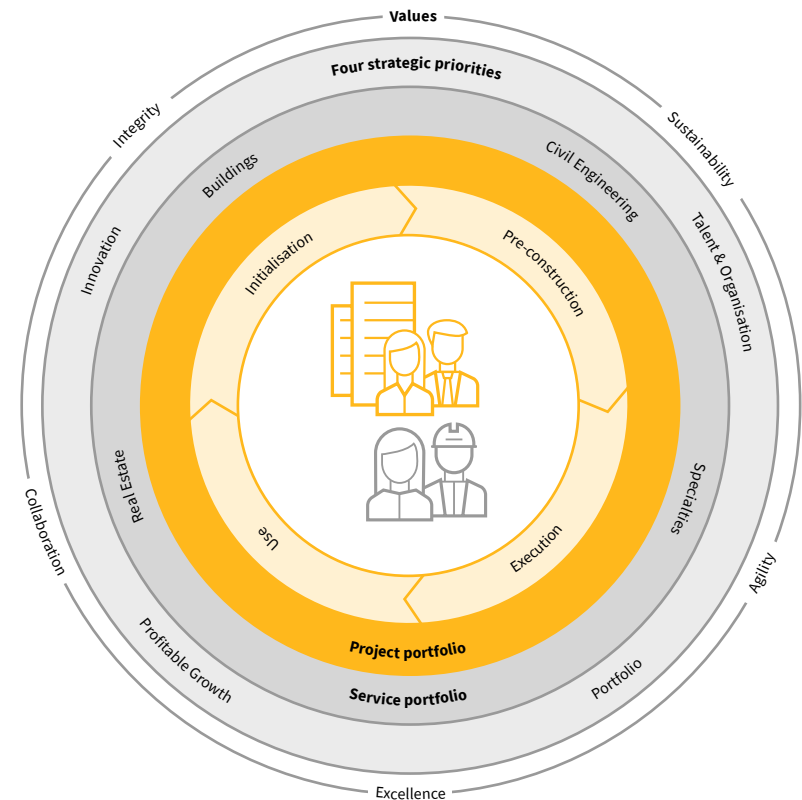 Values
Integrity
Sustainability
Collaboration
Agility
Excellence
Four strategic priorities
Innovation
Talent & Organisation
Profitable Growth
Portfolio
Buildings
Civil Engineering
Real Estate
Specialties
Service portfolio
Project portfolio
Initialisation
Pre-construction
Use
Execution